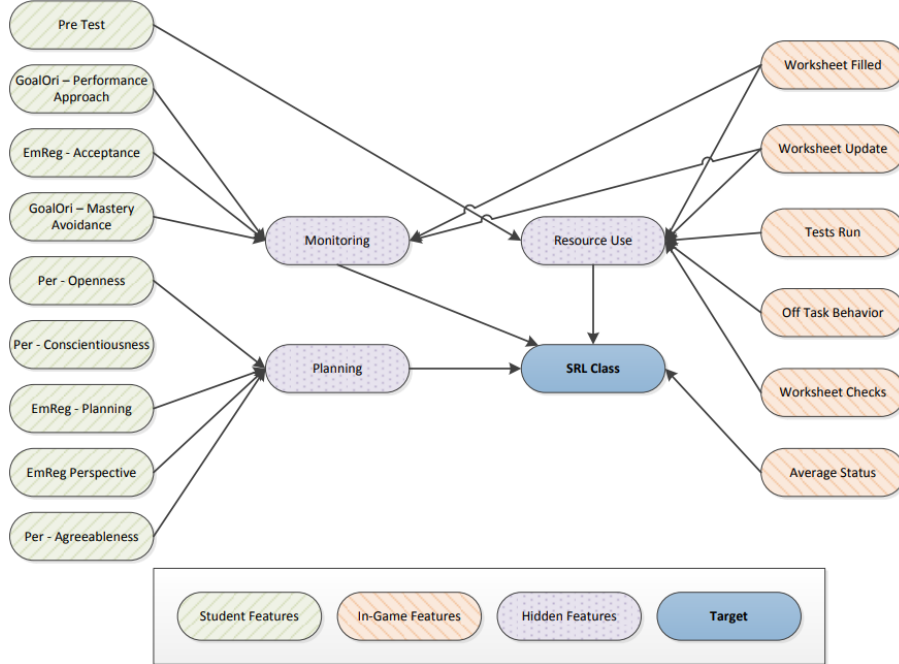 Pre Test
GoalOri – Performance
Approach
EmReg - Acceptance
GoalOri – Mastery
Avoidance
Per - Openness
Per - Conscientiousness
EmReg - Planning
EmReg Perspective
Per - Agreeableness
Monitoring
Planning
Resource Use
SRL Class
Worksheet Filled
Worksheet Update
Tests Run
Off Task Behavior
Worksheet Checks
Average Status
Student Features
In-Game Features
Hidden Features
Target